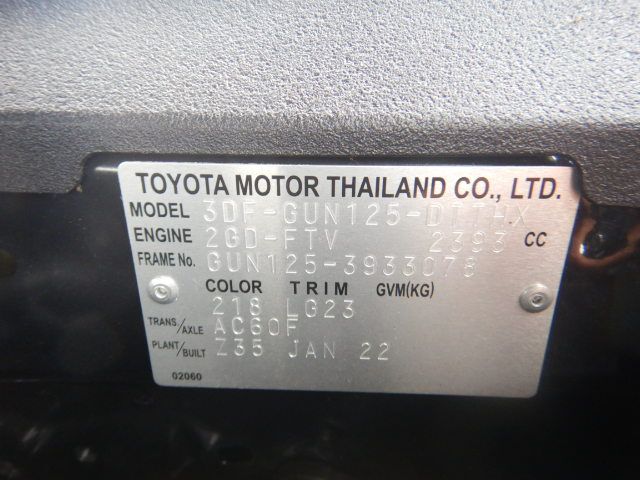 TOYOTA MOTOR THAILAND CO., LTD.
MODEL 3DF-GUN125-DTTHX
ENGINE 2GD-FTV 2393 CC
FRAME No. GUN125-3933078
COLOR TRIM GVM(KG)
218 LG23
TRANS./AXLE AC60F
PLANT/BUILT Z35 JAN 22
02060